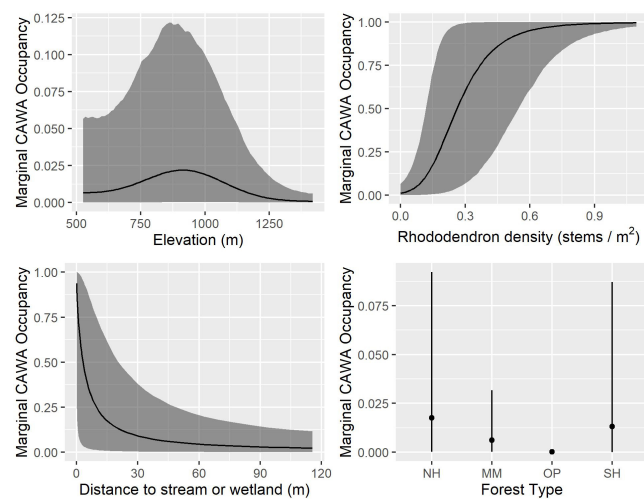 Marginal CAWA Occupancy
0.125
0.100
0.075
0.050
0.025
0.000
500
750
1000
1250
Elevation (m)
Marginal CAWA Occupancy
1.00
0.75
0.50
0.25
0.00
0.0
0.3
0.6
0.9
Rhododendron density (stems / m²)
Marginal CAWA Occupancy
1.00
0.75
0.50
0.25
0.00
0
30
60
90
120
Distance to stream or wetland (m)
Marginal CAWA Occupancy
0.075
0.050
0.025
0.000
NH
MM
OP
SH
Forest Type